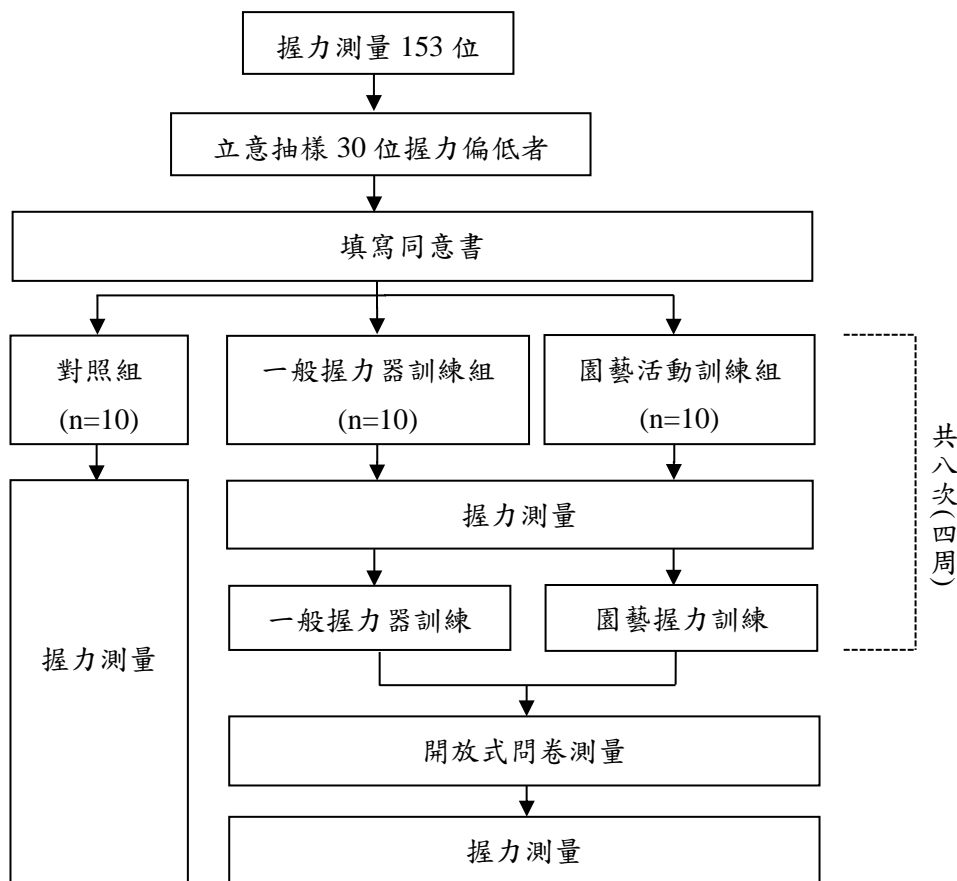 握力測量 153 位
立意抽樣 30 位握力偏低者
填寫同意書
對照組
(n=10)
一般握力器訓練組
(n=10)
園藝活動訓練組
(n=10)
共八次(四周)
握力測量
握力測量
一般握力器訓練
園藝握力訓練
開放式問卷測量
握力測量